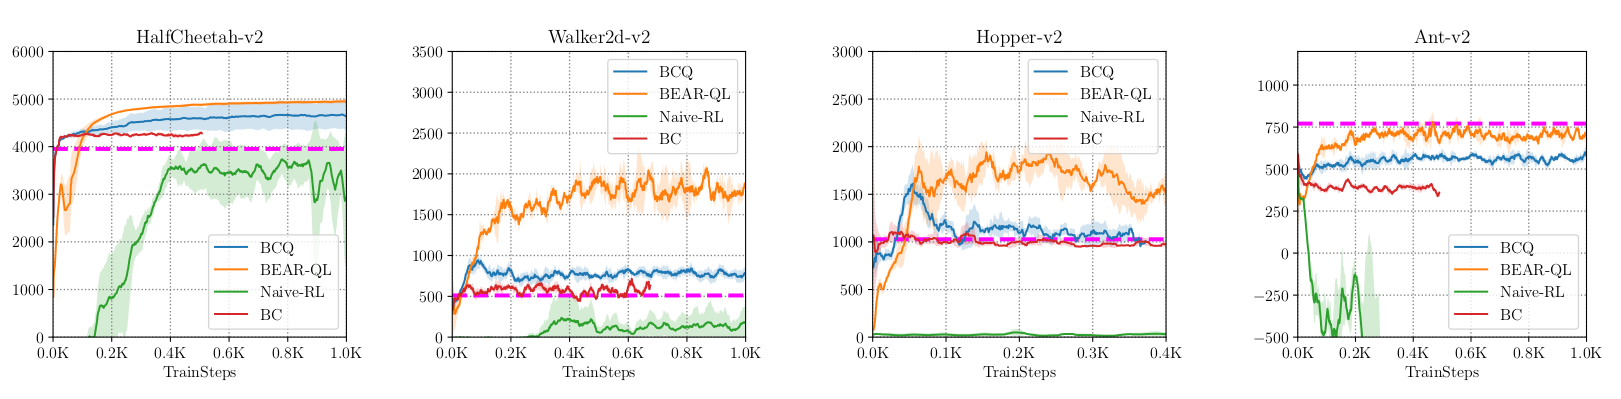 HalfCheetah-v2
6000
5000
4000
3000
2000
1000
0
0.0K 0.2K 0.4K 0.6K 0.8K 1.0K
TrainSteps
BCQ
BEAR-QL
Naive-RL
BC
Walker2d-v2
3500
3000
2500
2000
1500
1000
500
0
0.0K 0.2K 0.4K 0.6K 0.8K 1.0K
TrainSteps
BCQ
BEAR-QL
Naive-RL
BC
Hopper-v2
3000
2500
2000
1500
1000
500
0
0.0K 0.1K 0.2K 0.3K 0.4K
TrainSteps
BCQ
BEAR-QL
Naive-RL
BC
Ant-v2
1000
750
500
250
0
−250
−500
0.0K 0.2K 0.4K 0.6K 0.8K 1.0K
TrainSteps
BCQ
BEAR-QL
Naive-RL
BC